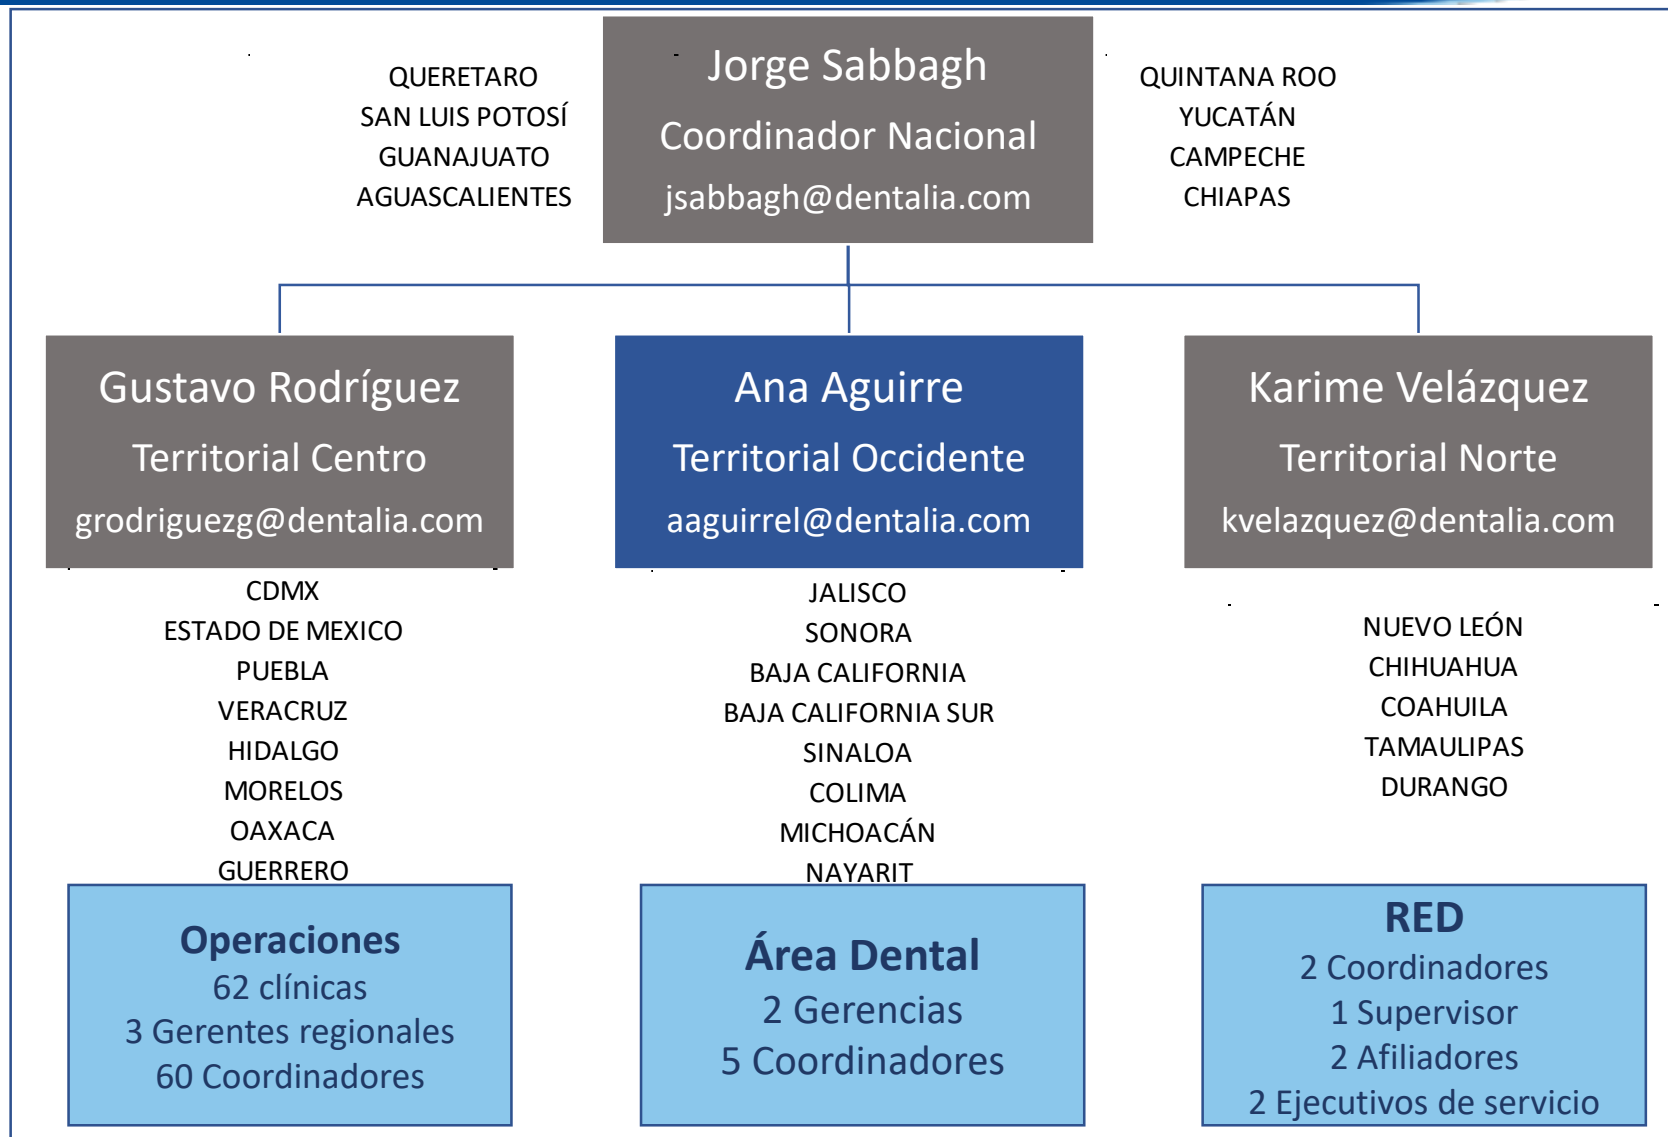 QUERETARO
SAN LUIS POTOSÍ
GUANAJUATO
AGUASCALIENTES
Jorge Sabbagh
Coordinador Nacional
jsabbagh@dentalia.com
QUINTANA ROO
YUCATÁN
CAMPECHE
CHIAPAS
Gustavo Rodríguez
Territorial Centro
grodriguezg@dentalia.com
CDMX
ESTADO DE MEXICO
PUEBLA
VERACRUZ
HIDALGO
MORELOS
OAXACA
GUERRERO
Ana Aguirre
Territorial Occidente
aaguirrel@dentalia.com
JALISCO
SONORA
BAJA CALIFORNIA
BAJA CALIFORNIA SUR
SINALOA
COLIMA
MICHOACÁN
NAYARIT
Karime Velázquez
Territorial Norte
kvelazquez@dentalia.com
NUEVO LEÓN
CHIHUAHUA
COAHUILA
TAMAULIPAS
DURANGO
Operaciones
62 clínicas
3 Gerentes regionales
60 Coordinadores
Área Dental
2 Gerencias
5 Coordinadores
RED
2 Coordinadores
1 Supervisor
2 Afiliadores
2 Ejecutivos de servicio